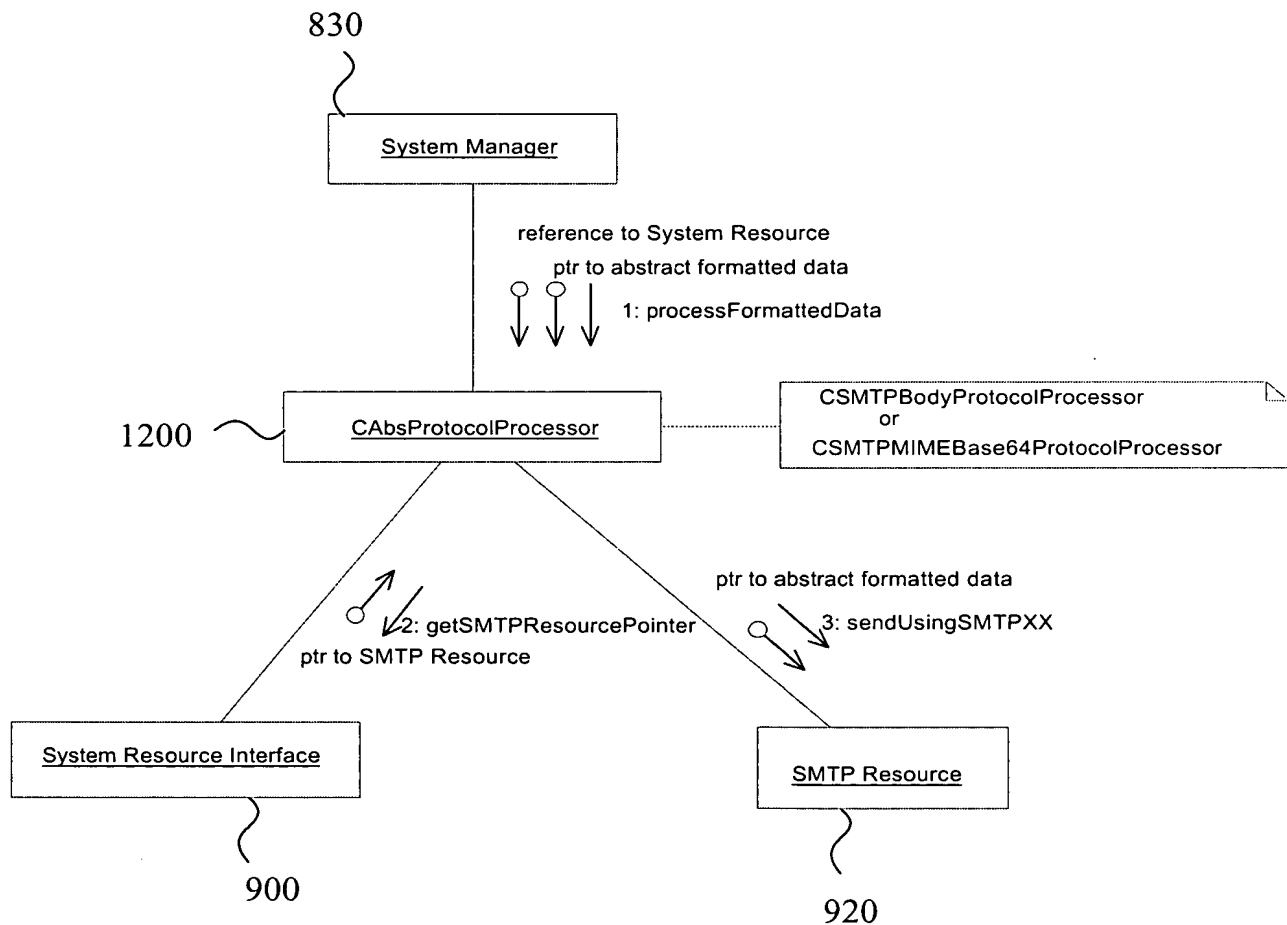 830
System Manager
reference to System Resource
ptr to abstract formatted data
1: processFormattedData
1200
CAbsProtocolProcessor
CSMTPBodyProtocolProcessor
or
CSMTPMIMEBase64ProtocolProcessor
ptr to abstract formatted data
3: sendUsingSMTPXX
2: getSMTPResourcePointer
ptr to SMTP Resource
System Resource Interface
SMTP Resource
900
920